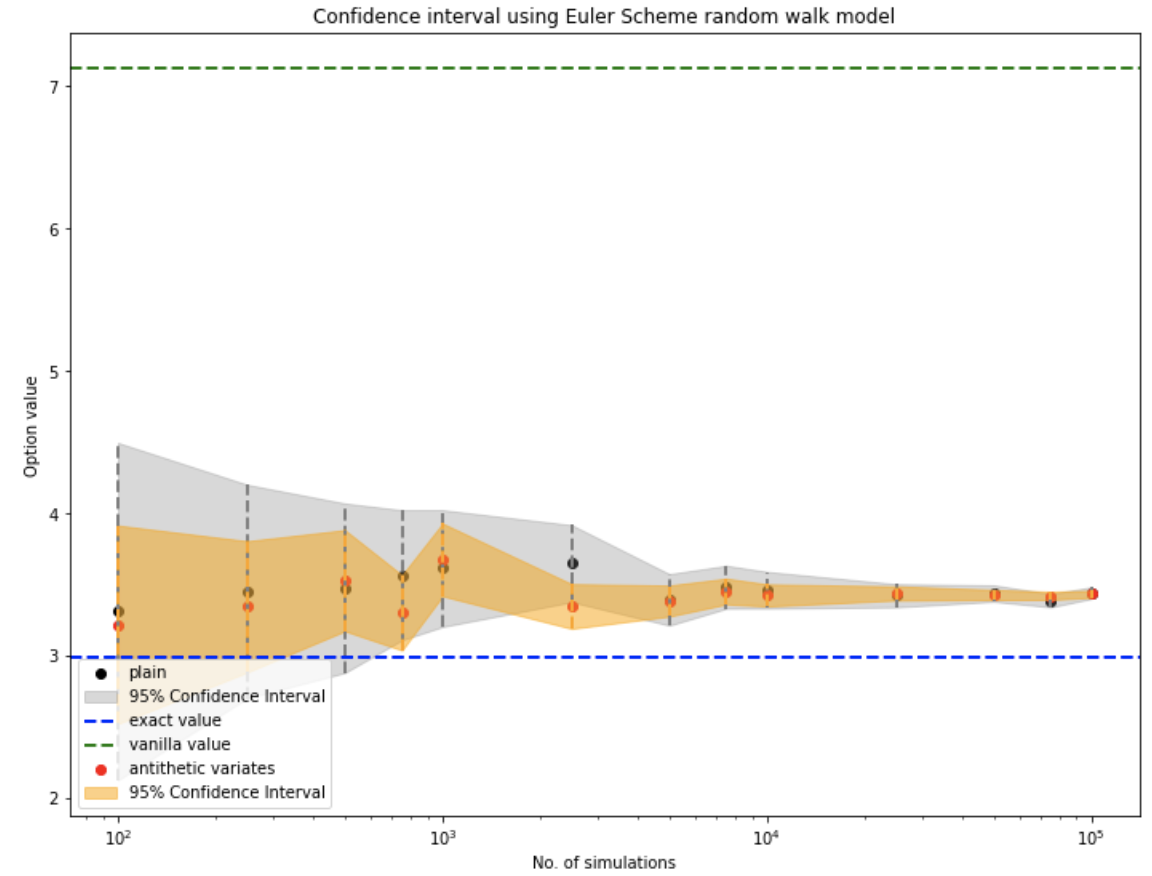 Confidence interval using Euler Scheme random walk model
Option value
7
6
5
4
3
2
plain
95% Confidence Interval
exact value
vanilla value
antithetic variates
95% Confidence Interval
10² 10³ 10⁴ 10⁵
No. of simulations